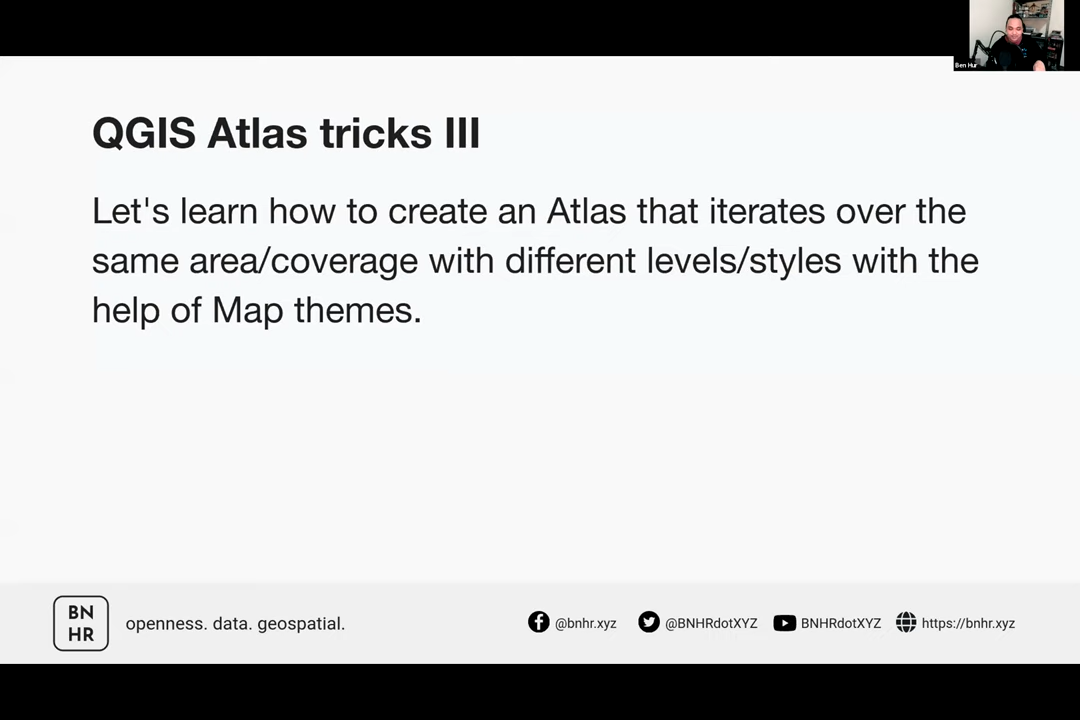 Ben Hur
QGIS Atlas tricks III
Let's learn how to create an Atlas that iterates over the
same area/coverage with different levels/styles with the
help of Map themes.
BN
HR
openness. data. geospatial.
@bnhr.xyz
@BNHRdotXYZ
BNHRdotXYZ
https://bnhr.xyz